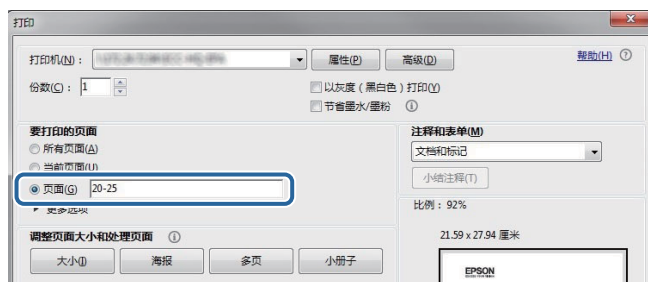 打印
打印机(N)： 属性(P) 高级(D) 帮助(H) ?
份数(C)： 1 以灰度（黑白色）打印(Y)
节省墨水/墨粉 i
要打印的页面 注释和表单(M)
所有页面(A) 文档和标记
当前页面(U)
页面(G) 20-25 小结注释(T)
更多选项 比例： 92%
调整页面大小和处理页面 i 21.59 x 27.94 厘米
大小(I) 海报 多页 小册子
EPSON